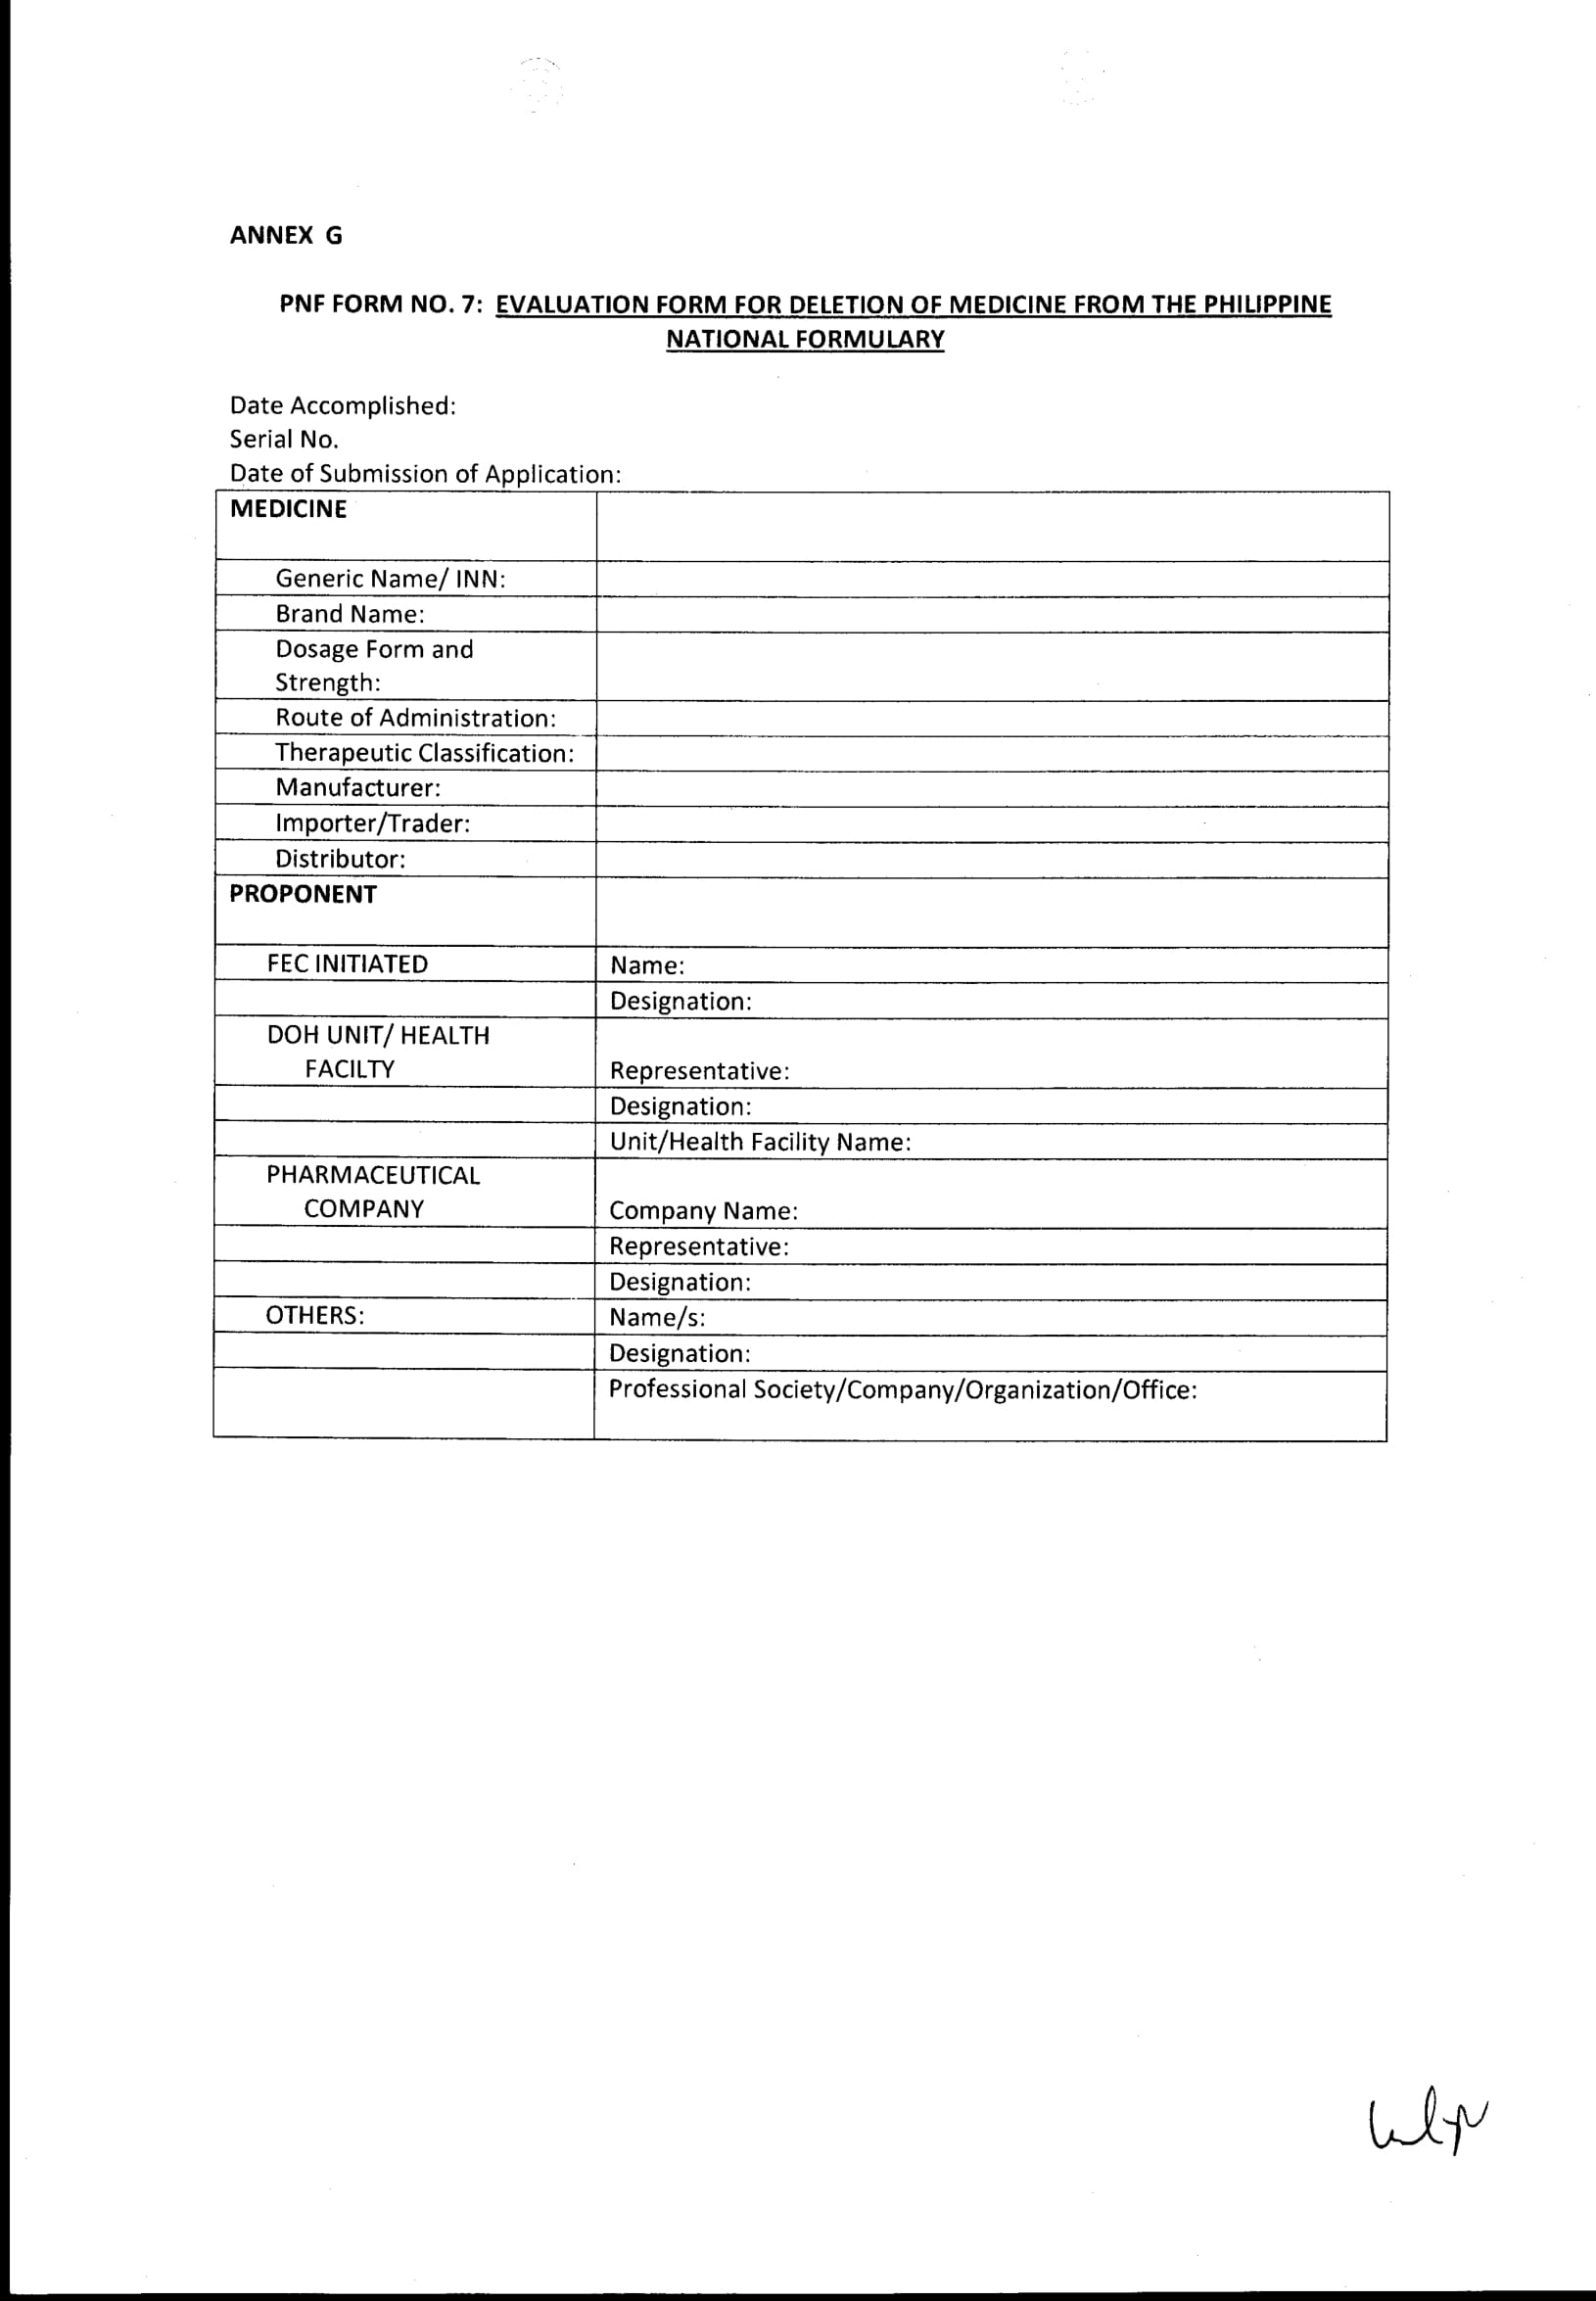 ANNEX G
PNF FORM NO. 7: EVALUATION FORM FOR DELETION OF MEDICINE FROM THE PHILIPPINE
NATIONAL FORMULARY
Date Accomplished:
Serial No.
Date of Submission of Application:
MEDICINE
Generic Name/ INN:
Brand Name:
Dosage Form and
Strength:
Route of Administration:
Therapeutic Classification:
Manufacturer:
Importer/Trader:
Distributor:
PROPONENT
FEC INITIATED
Name:
Designation:
DOH UNIT/ HEALTH
FACILTY
Representative:
Designation:
Unit/Health Facility Name:
PHARMACEUTICAL
COMPANY
Company Name:
Representative:
Designation:
OTHERS:
Name/s:
Designation:
Professional Society/Company/Organization/Office: